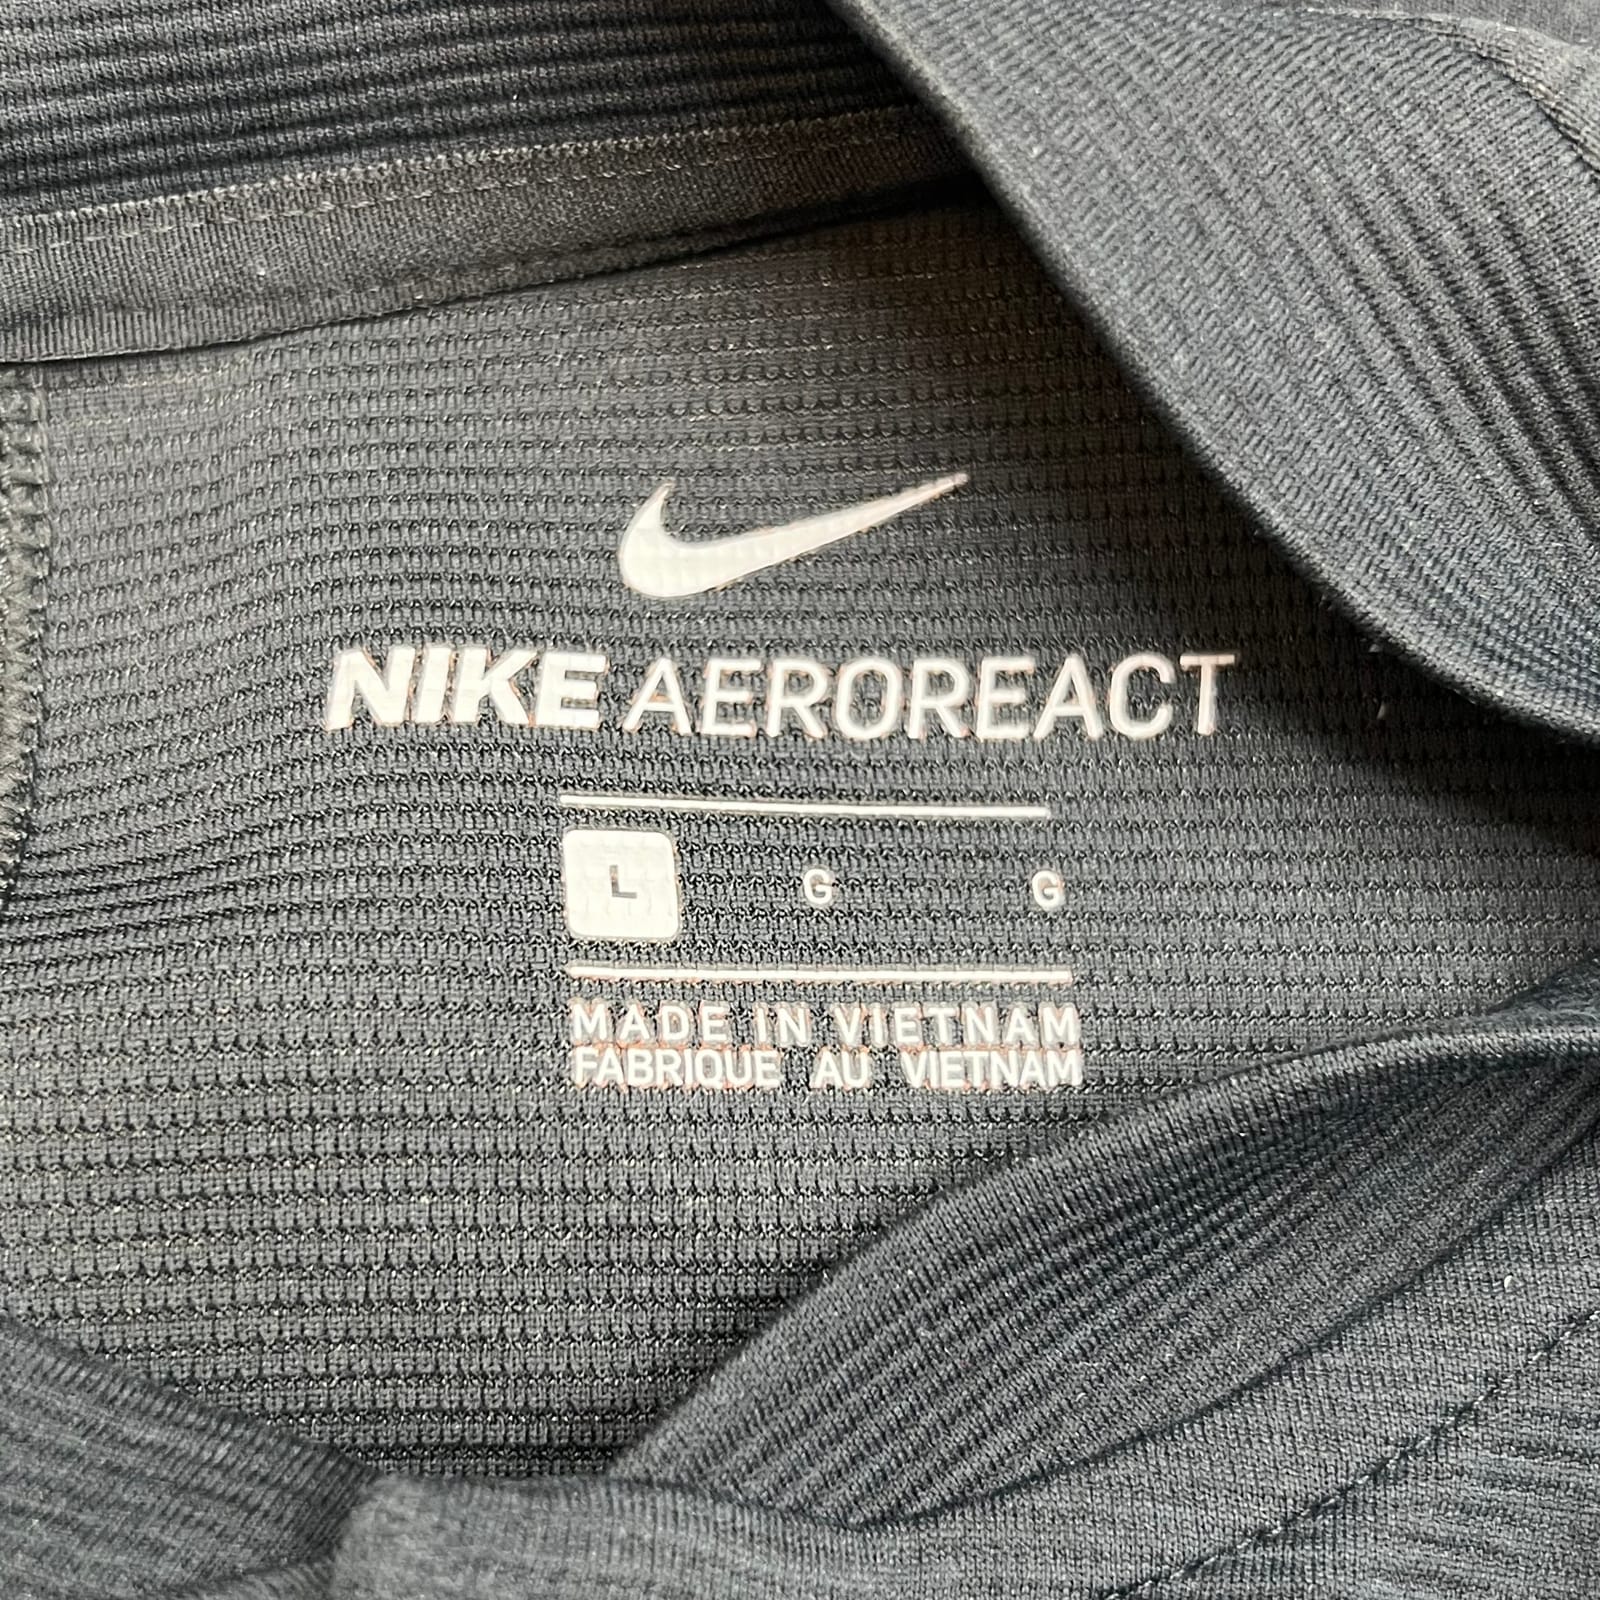 NIKE AEROREACT
L G G
MADE IN VIETNAM
FABRIQUE AU VIETNAM